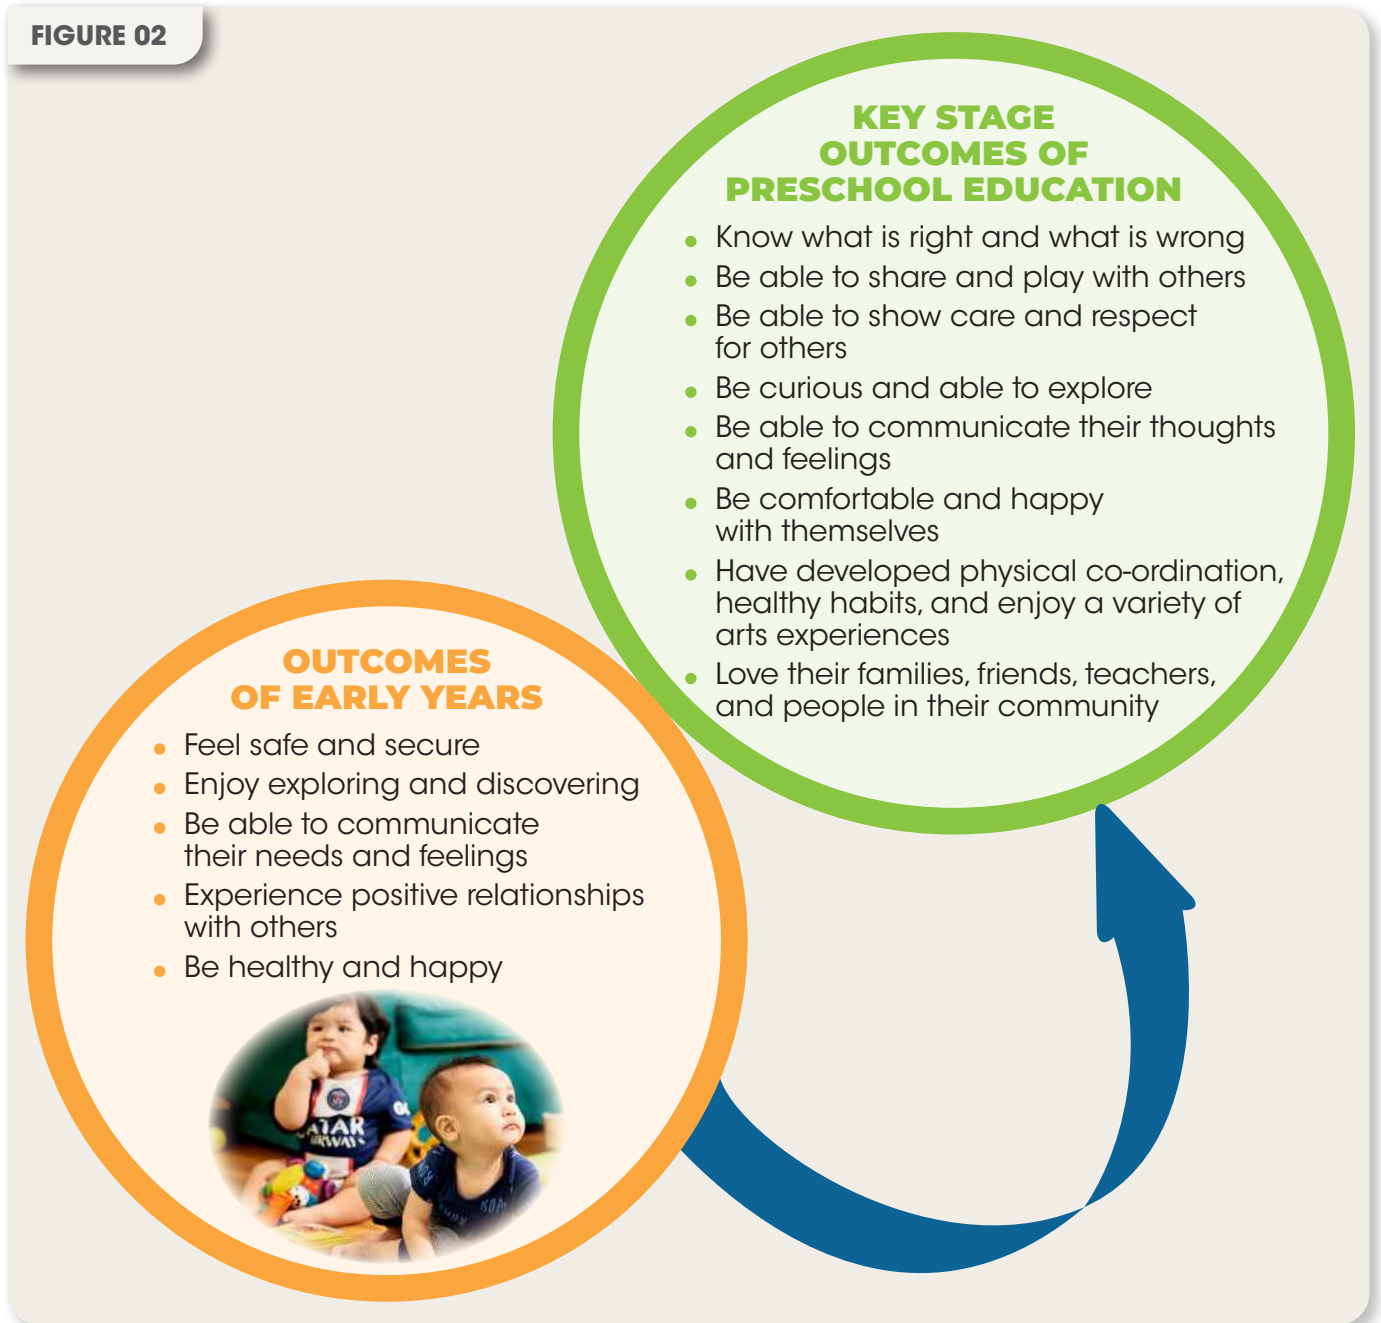 FIGURE 02
KEY STAGE
OUTCOMES OF
PRESCHOOL EDUCATION
• Know what is right and what is wrong
• Be able to share and play with others
• Be able to show care and respect
for others
• Be curious and able to explore
• Be able to communicate their thoughts
and feelings
• Be comfortable and happy
with themselves
• Have developed physical co-ordination,
healthy habits, and enjoy a variety of
arts experiences
• Love their families, friends, teachers,
and people in their community
OUTCOMES
OF EARLY YEARS
• Feel safe and secure
• Enjoy exploring and discovering
• Be able to communicate
their needs and feelings
• Experience positive relationships
with others
• Be healthy and happy